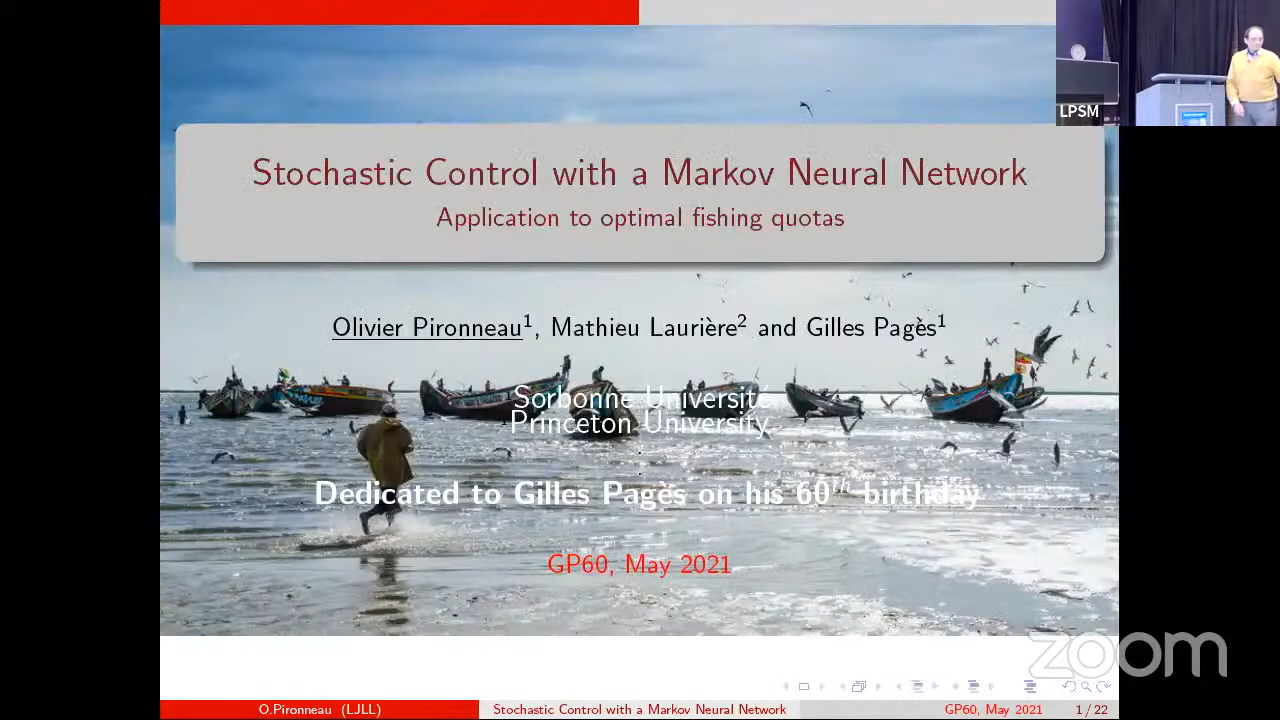 LPSM
Stochastic Control with a Markov Neural Network
Application to optimal fishing quotas
Olivier Pironneau¹, Mathieu Laurière² and Gilles Pagès¹
Sorbonne Université
Princeton University
Dedicated to Gilles Pagès on his 60th birthday
GP60, May 2021
zoom
O.Pironneau (LJLL)
Stochastic Control with a Markov Neural Network
GP60, May 2021
1 / 22